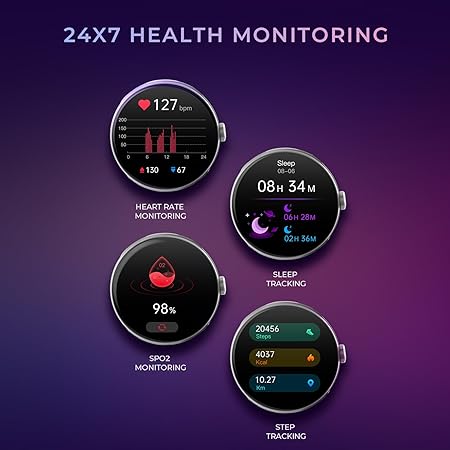 24X7 HEALTH MONITORING
127 bpm
200
150
100
50
0
0 6 12 18 24
130 67
HEART RATE
MONITORING
Sleep
08-06
08H 34M
06H 28M
02H 36M
SLEEP
TRACKING
O2
98%
SPO2
MONITORING
20456
Steps
4037
Kcal
10.27
Km
STEP
TRACKING